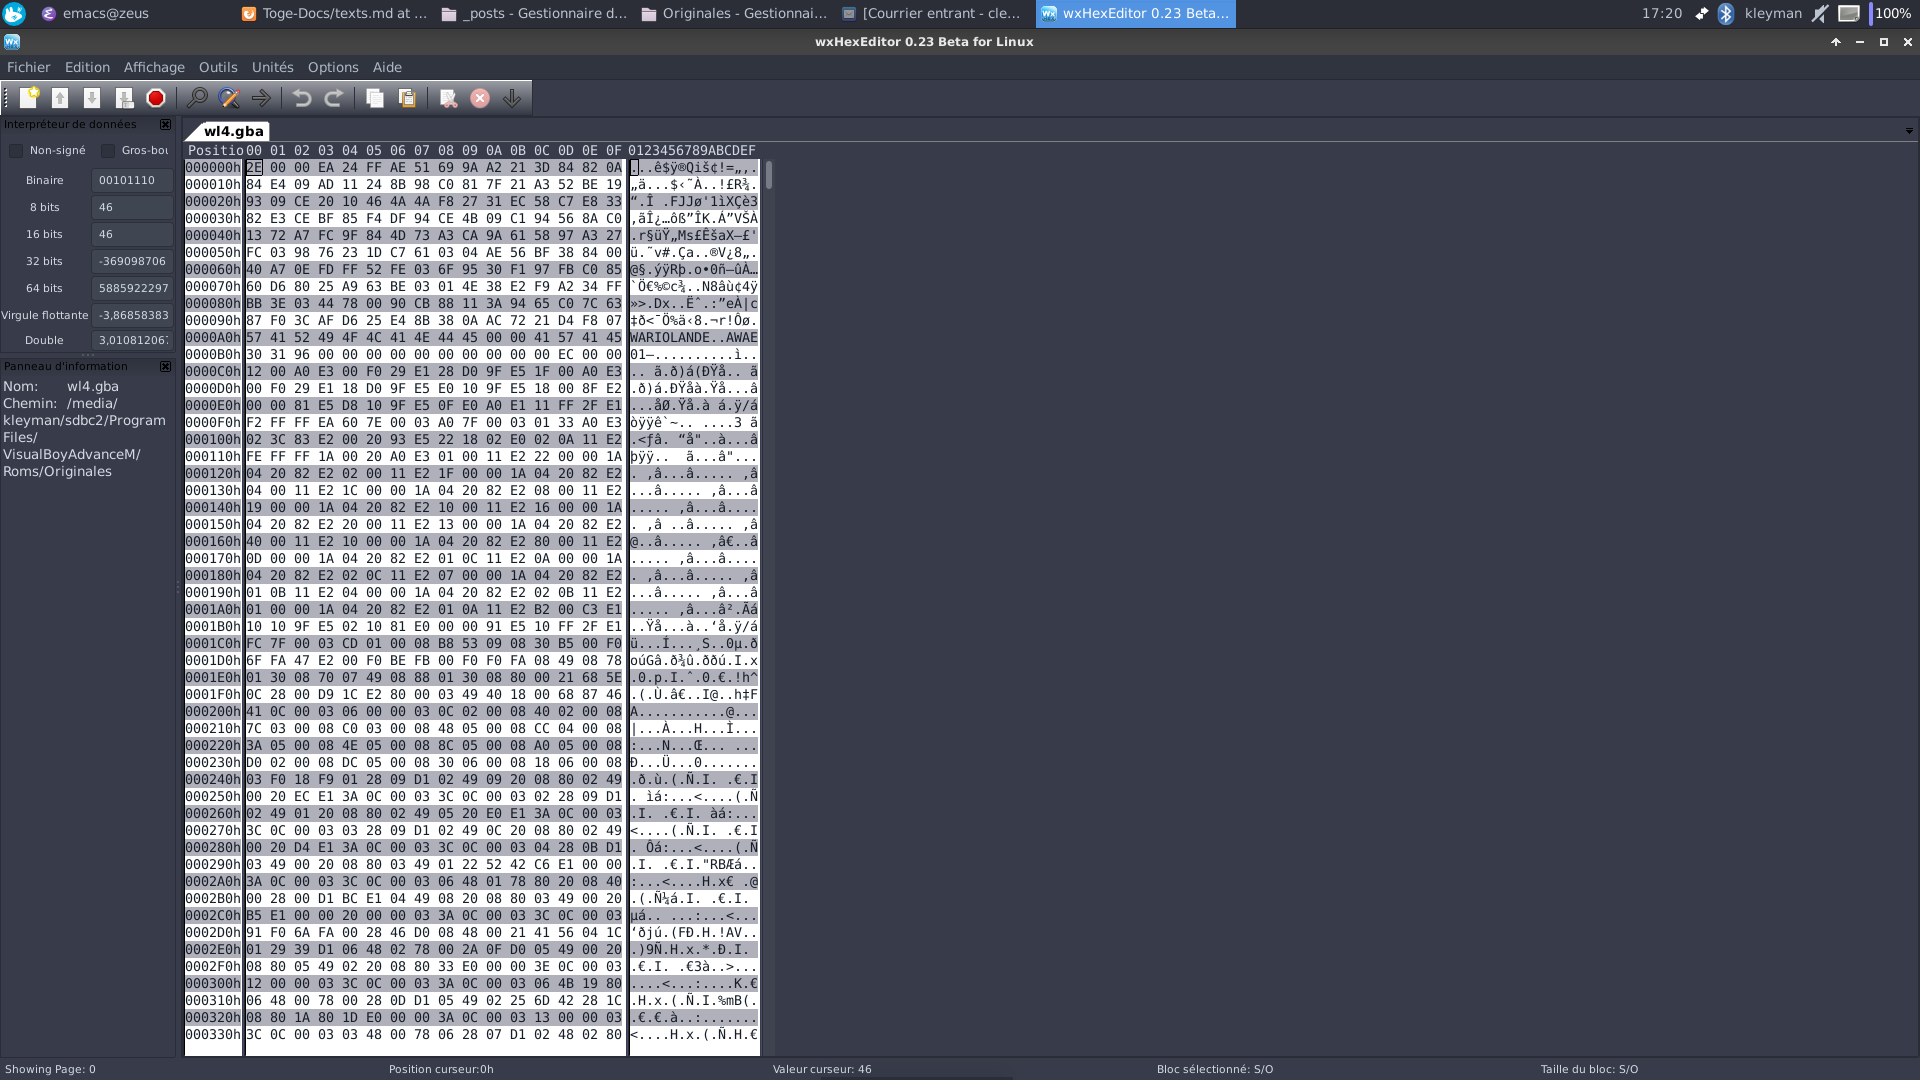 emacs@zeus
Toge-Docs/texts.md at ...
_posts - Gestionnaire d...
Originales - Gestionnai...
[Courrier entrant - cle...
wxHexEditor 0.23 Beta...
17:20
kleyman
100%
wxHexEditor 0.23 Beta for Linux
Fichier Edition Affichage Outils Unités Options Aide
Interpréteur de données
Non-signé Gros-bou
Binaire 00101110
8 bits 46
16 bits 46
32 bits -369098706
64 bits 5885922297
Virgule flottante -3,86858383
Double 3,010812067
Panneau d'information
Nom: wl4.gba
Chemin: /media/
kleyman/sdbc2/Program
Files/
VisualBoyAdvanceM/
Roms/Originales
wl4.gba
Positio 00 01 02 03 04 05 06 07 08 09 0A 0B 0C 0D 0E 0F 0123456789ABCDEF
000000h 2E 00 00 EA 24 FF AE 51 69 9A A2 21 3D 84 82 0A ....ê$ÿ®Qiš¢!=„‚.
000010h 84 E4 09 AD 11 24 8B 98 C0 81 7F 21 A3 52 BE 19 „ä...$‹˜À..!£R¾.
000020h 93 09 CE 20 10 46 4A 4A F8 27 31 EC 58 C7 E8 33 “.Î .FJJø'1ìXÇè3
000030h 82 E3 CE BF 85 F4 DF 94 CE 4B 09 C1 94 56 8A C0 ‚ãÎ¿…ôß”ÎK.Á”VŠÀ
000040h 13 72 A7 FC 9F 84 4D 73 A3 CA 9A 61 58 97 A3 27 .r§üŸ„Ms£ÊšaX—£'
000050h FC 03 98 76 23 1D C7 61 03 04 AE 56 BF 38 84 00 ü.˜v#.Ça..®V¿8„.
000060h 40 A7 0E FD FF 52 FE 03 6F 95 30 F1 97 FB C0 85 @§.ýÿRþ.o•0ñ—ûÀ…
000070h 60 D6 80 25 A9 63 BE 03 01 4E 38 E2 F9 A2 34 FF `Ö€%©c¾..N8âù¢4ÿ
000080h BB 3E 03 44 78 00 90 CB 88 11 3A 94 65 C0 7C 63 »>.Dx..Ëˆ.:”eÀ|c
000090h 87 F0 3C AF D6 25 E4 8B 38 0A AC 72 21 D4 F8 07 ‡ð<¯Ö%ä‹8.¬r!Ôø.
0000A0h 57 41 52 49 4F 4C 41 4E 44 45 00 00 41 57 41 45 WARIOLANDE..AWAE
0000B0h 30 31 96 00 00 00 00 00 00 00 00 00 00 EC 00 00 01–..........ì..
0000C0h 12 00 A0 E3 00 F0 29 E1 28 D0 9F E5 1F 00 A0 E3 .. ã.ð)á(ÐŸå.. ã
0000D0h 00 F0 29 E1 18 D0 9F E5 E0 10 9F E5 18 00 8F E2 .ð)á.ÐŸåà.Ÿå...â
0000E0h 00 00 81 E5 D8 10 9F E5 0F E0 A0 E1 11 FF 2F E1 ...åØ.Ÿå.à á.ÿ/á
0000F0h F2 FF FF EA 60 7E 00 03 A0 7F 00 03 01 33 A0 E3 òÿÿê`~.. ....3 ã
000100h 02 3C 83 E2 00 20 93 E5 22 18 02 E0 02 0A 11 E2 .<ƒâ. “å"..à...â
000110h FE FF FF 1A 00 20 A0 E3 01 00 11 E2 22 00 00 1A þÿÿ..  ã...â"...
000120h 04 20 82 E2 02 00 11 E2 1F 00 00 1A 04 20 82 E2 . ‚â...â..... ‚â
000130h 04 00 11 E2 1C 00 00 1A 04 20 82 E2 08 00 11 E2 ...â..... ‚â...â
000140h 19 00 00 1A 04 20 82 E2 10 00 11 E2 16 00 00 1A ..... ‚â...â....
000150h 04 20 82 E2 20 00 11 E2 13 00 00 1A 04 20 82 E2 . ‚â ..â..... ‚â
000160h 40 00 11 E2 10 00 00 1A 04 20 82 E2 80 00 11 E2 @..â..... ‚â€..â
000170h 0D 00 00 1A 04 20 82 E2 01 0C 11 E2 0A 00 00 1A ..... ‚â...â....
000180h 04 20 82 E2 02 0C 11 E2 07 00 00 1A 04 20 82 E2 . ‚â...â..... ‚â
000190h 01 0B 11 E2 04 00 00 1A 04 20 82 E2 02 0B 11 E2 ...â..... ‚â...â
0001A0h 01 00 00 1A 04 20 82 E2 01 0A 11 E2 B2 00 C3 E1 ..... ‚â...â².Ãá
0001B0h 10 10 9F E5 02 10 81 E0 00 00 91 E5 10 FF 2F E1 ..Ÿå...à..‘å.ÿ/á
0001C0h FC 7F 00 03 CD 01 00 08 B8 53 09 08 30 B5 00 F0 ü...Í...¸S..0µ.ð
0001D0h 6F FA 47 E2 00 F0 BE FB 00 F0 F0 FA 08 49 08 78 oúGâ.ð¾û.ððú.I.x
0001E0h 01 30 08 70 07 49 08 88 01 30 08 80 00 21 68 5E .0.p.I.ˆ.0.€.!h^
0001F0h 0C 28 00 D9 1C E2 80 00 03 49 40 18 00 68 87 46 .(.Ù.â€..I@..h‡F
000200h 41 0C 00 03 06 00 00 03 0C 02 00 08 40 02 00 08 A...........@...
000210h 7C 03 00 08 C0 03 00 08 48 05 00 08 CC 04 00 08 |...À...H...Ì...
000220h 3A 05 00 08 4E 05 00 08 8C 05 00 08 A0 05 00 08 :...N...Œ... ...
000230h D0 02 00 08 DC 05 00 08 30 06 00 08 18 06 00 08 Ð...Ü...0.......
000240h 03 F0 18 F9 01 28 09 D1 02 49 09 20 08 80 02 49 .ð.ù.(.Ñ.I. .€.I
000250h 00 20 EC E1 3A 0C 00 03 3C 0C 00 03 02 28 09 D1 . ìá:...<....(.Ñ
000260h 02 49 01 20 08 80 02 49 05 20 E0 E1 3A 0C 00 03 .I. .€.I. àá:...
000270h 3C 0C 00 03 03 28 09 D1 02 49 0C 20 08 80 02 49 <....(.Ñ.I. .€.I
000280h 00 20 D4 E1 3A 0C 00 03 3C 0C 00 03 04 28 0B D1 . Ôá:...<....(.Ñ
000290h 03 49 00 20 08 80 03 49 01 22 52 42 C6 E1 00 00 .I. .€.I."RBÆá..
0002A0h 3A 0C 00 03 3C 0C 00 03 06 48 01 78 80 20 08 40 :...<....H.x€ .@
0002B0h 00 28 00 D1 BC E1 04 49 08 20 08 80 03 49 00 20 .(.Ñ¼á.I. .€.I. 
0002C0h B5 E1 00 00 20 00 00 03 3A 0C 00 03 3C 0C 00 03 µá.. ...:...<...
0002D0h 91 F0 6A FA 00 28 46 D0 08 48 00 21 41 56 04 1C ‘ðjú.(FÐ.H.!AV..
0002E0h 01 29 39 D1 06 48 02 78 00 2A 0F D0 05 49 00 20 .)9Ñ.H.x.*.Ð.I. 
0002F0h 08 80 05 49 02 20 08 80 33 E0 00 00 3E 0C 00 03 .€.I. .€3à..>...
000300h 12 00 00 03 3C 0C 00 03 3A 0C 00 03 06 4B 19 80 ....<...:....K.€
000310h 06 48 00 78 00 28 0D D1 05 49 02 25 6D 42 28 1C .H.x.(.Ñ.I.%mB(.
000320h 08 80 1A 80 1D E0 00 00 3A 0C 00 03 13 00 00 03 .€.€.à..:.......
000330h 3C 0C 00 03 03 48 00 78 06 28 07 D1 02 48 02 80 <....H.x.(.Ñ.H.€
Showing Page: 0
Position curseur:0h
Valeur curseur: 46
Bloc sélectionné: S/O
Taille du bloc: S/O